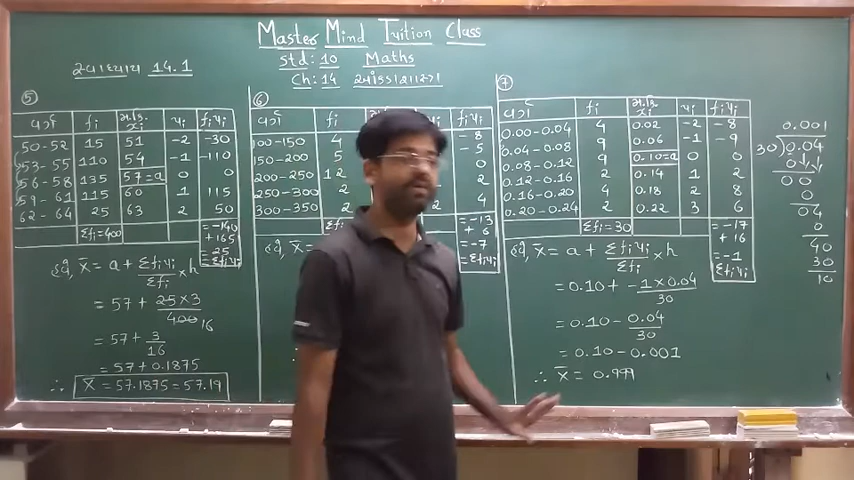 Master Mind Tuition Class
Std: 10 Maths
Ch: 14 આંકડાશાસ્ત્ર
સ્વાધ્યાય 14.1
⑤
વર્ગ fi મ.કિ. xi ui fiui
50-52 15 51 -2 -30
53-55 110 54 -1 -110
56-58 135 57=a 0 0
59-61 115 60 1 115
62-64 25 63 2 50
Σfi=400 =-140
+165
=25
=Σfiui
હવે, x̄ = a + Σfiui/Σfi × h
= 57 + 25×3/400 16
= 57 + 3/16
= 57 + 0.1875
∴ x̄ = 57.1875 = 57.19
⑥
વર્ગ fi fiui
100-150 4 -8
150-200 5 -5
200-250 12 0
250-300 2 2
300-350 2 4
=-13
+6
=-7
=Σfiui
હવે, x̄
⑦
વર્ગ fi મ.કિ. xi ui fiui
0.00-0.04 4 0.02 -2 -8
0.04-0.08 9 0.06 -1 -9
0.08-0.12 9 0.10=a 0 0
0.12-0.16 2 0.14 1 2
0.16-0.20 4 0.18 2 8
0.20-0.24 2 0.22 3 6
Σfi=30 =-17
+16
=-1
=Σfiui
હવે, x̄ = a + Σfiui/Σfi × h
= 0.10 + -1×0.04/30
= 0.10 - 0.04/30
= 0.10 - 0.001
∴ x̄ = 0.999
0.001
30 0.04
0
00
0
04
0
40
30
10